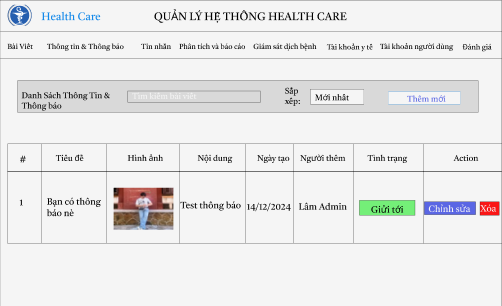 Health Care
QUẢN LÝ HỆ THỐNG HEALTH CARE
Bài Viết Thông tin & Thông báo Tin nhắn Phân tích và báo cáo Giám sát dịch bệnh Tài khoản y tế Tài khoản người dùng Đánh giá
Danh Sách Thông Tin &
Thông báo
Tìm kiếm bài viết
Sắp
xếp:
Mới nhất
Thêm mới
# Tiêu đề Hình ảnh Nội dung Ngày tạo Người thêm Tình trạng Action
1 Bạn có thông
báo nè
Test thông báo 14/12/2024 Lâm Admin Gửi tới Chỉnh sửa Xóa